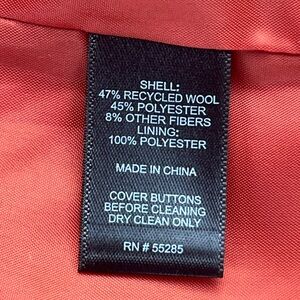 SHELL:
47% RECYCLED WOOL
45% POLYESTER
8% OTHER FIBERS
LINING:
100% POLYESTER
MADE IN CHINA
COVER BUTTONS
BEFORE CLEANING
DRY CLEAN ONLY
RN # 55285